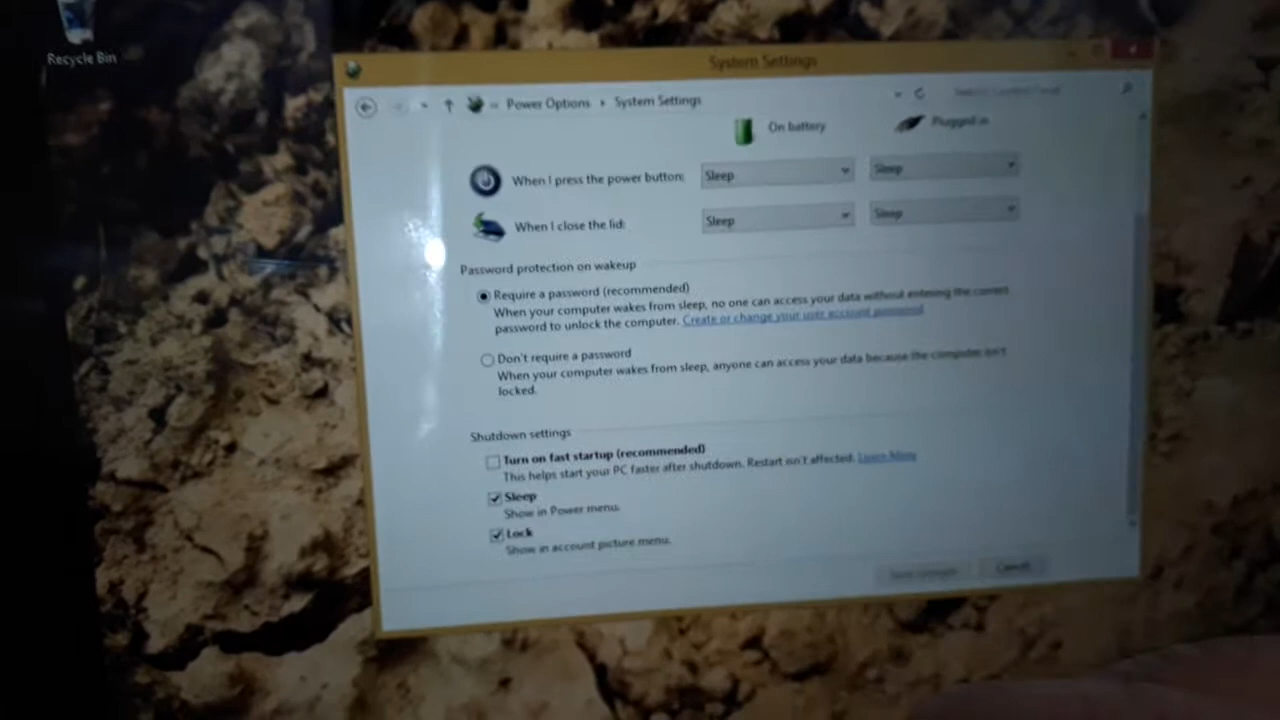 Recycle Bin
System Settings
Power Options System Settings
On battery Plugged in
When I press the power button: Sleep Sleep
When I close the lid: Sleep Sleep
Password protection on wakeup
Require a password (recommended)
When your computer wakes from sleep, no one can access your data without entering the correct
password to unlock the computer. Create or change your user account password
Don't require a password
When your computer wakes from sleep, anyone can access your data because the computer isn't
locked.
Shutdown settings
Turn on fast startup (recommended)
This helps start your PC faster after shutdown. Restart isn't affected. Learn More
Sleep
Show in Power menu.
Lock
Show in account picture menu.
Cancel